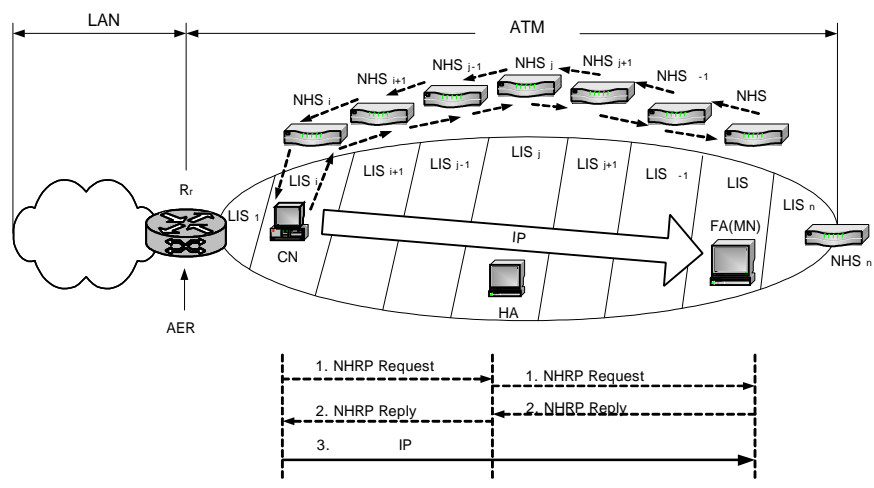 LAN
ATM
NHS i
NHS i+1
NHS j-1
NHS j
NHS j+1
NHS -1
NHS
R r
LIS 1
LIS i
LIS i+1
LIS j-1
LIS j
LIS j+1
LIS -1
LIS
LIS n
IP
CN
HA
FA(MN)
NHS n
AER
1. NHRP Request
1. NHRP Request
2. NHRP Reply
2. NHRP Reply
3. IP